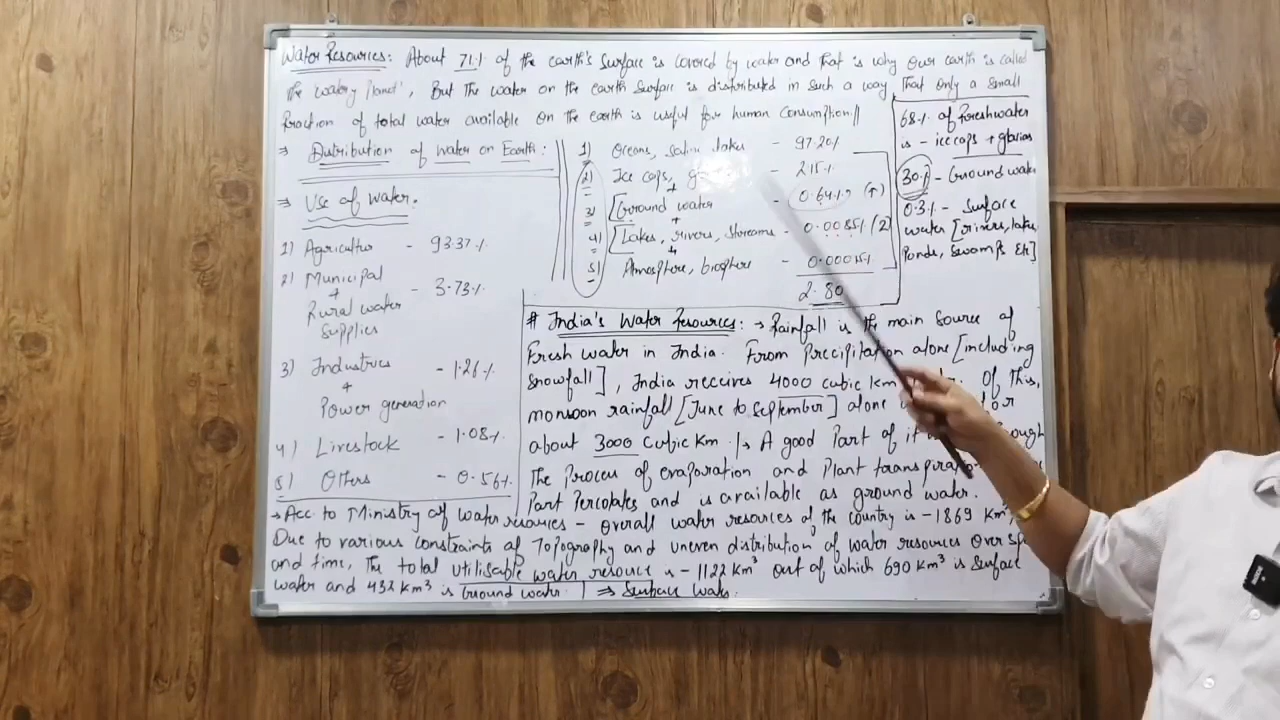 Water Resources: About 71% of the earth's surface is covered by water and that is why our earth is called
the 'watery Planet', But the water on the earth surface is distributed in such a way, That only a small
fraction of total water available on the earth is useful for human consumption.//
⇒ Distribution of water on Earth:
1) Oceans, saline lakes - 97.20%
2) Ice caps, - 2.15%
+
3) [Ground water - 0.64% (↑)
+
4) [Lakes, rivers, streams - 0.0085% /2
+
5) Atmosphere, biosphere - 0.0001%
2.80
68% of freshwater
is - ice caps + glacies
30% - Ground water
0.3% - Surface
water [rivers, lakes,
Ponds, Swamps Etc]
⇒ Use of water:
1) Agriculture - 93.37%
2) Municipal
+ - 3.73%
Rural water
Supplies
3) Industries - 1.26%
+
Power generation
4) Livestock - 1.08%
5) Others - 0.56%
# India's Water Resources: → Rainfall is the main Source of
Fresh water in India. From Precipitation alone [including
Snowfall], India receives 4000 cubic km Of This,
monsoon rainfall [June to September] alone for
about 3000 cubic Km. |→ A good Part of it
The Process of evaporation and Plant
Part Percolates and is available as ground water.
→ Acc. to Ministry of water resources - overall water resources of the country is - 1869 Km³,
Due to various constraints of Topography and uneven distribution of water resources over
and time, The total utilisable water resource is - 1122 Km³ out of which 690 Km³ is Surface
water and 432 Km³ is Ground water. | ⇒ Surface Water: